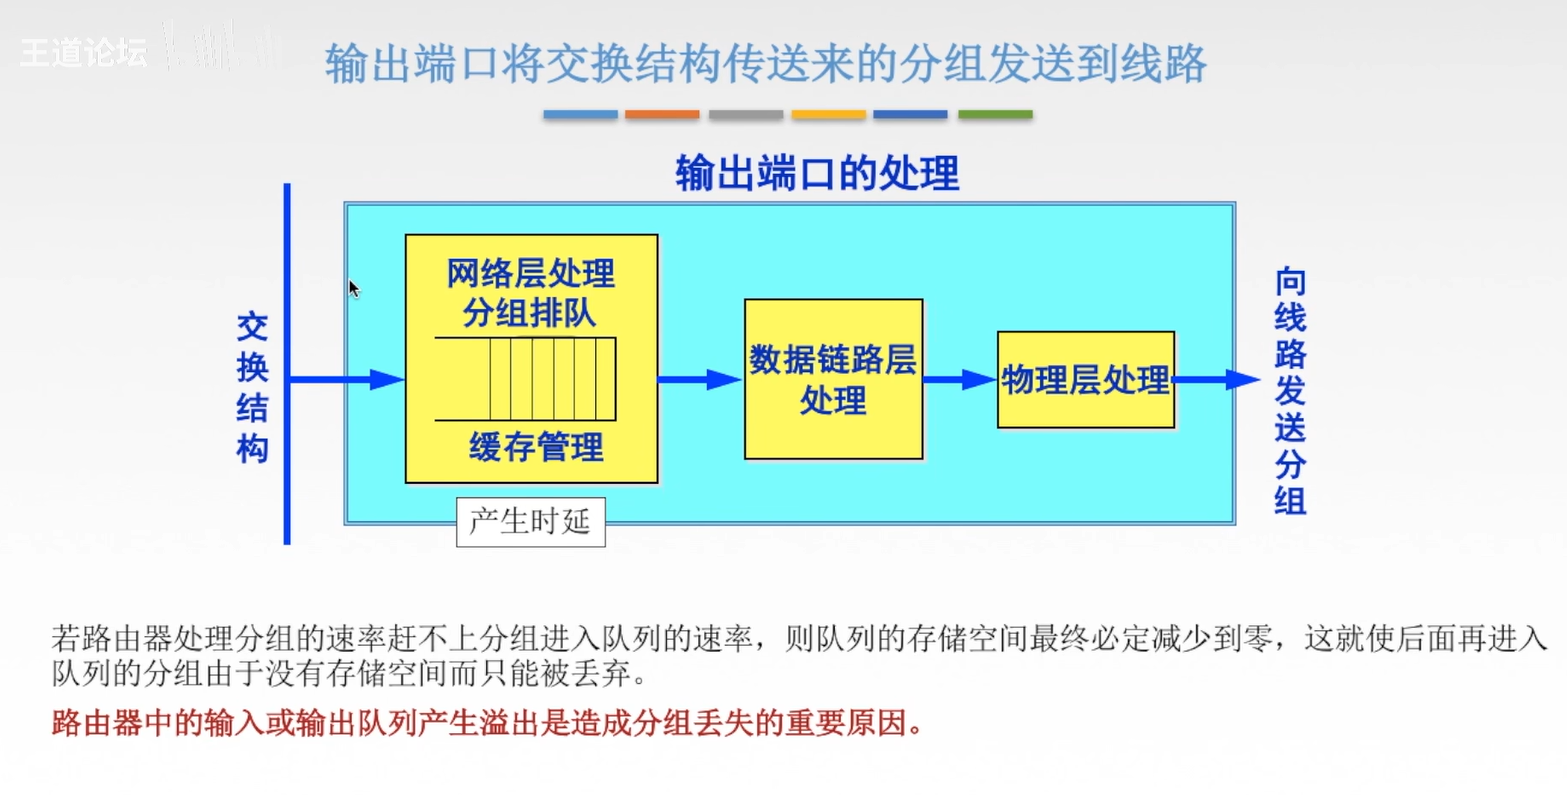 王道论坛
输出端口将交换结构传送来的分组发送到线路
输出端口的处理
交换结构
网络层处理
分组排队
缓存管理
产生时延
数据链路层
处理
物理层处理
向线路发送分组
若路由器处理分组的速率赶不上分组进入队列的速率，则队列的存储空间最终必定减少到零，这就使后面再进入
队列的分组由于没有存储空间而只能被丢弃。
路由器中的输入或输出队列产生溢出是造成分组丢失的重要原因。